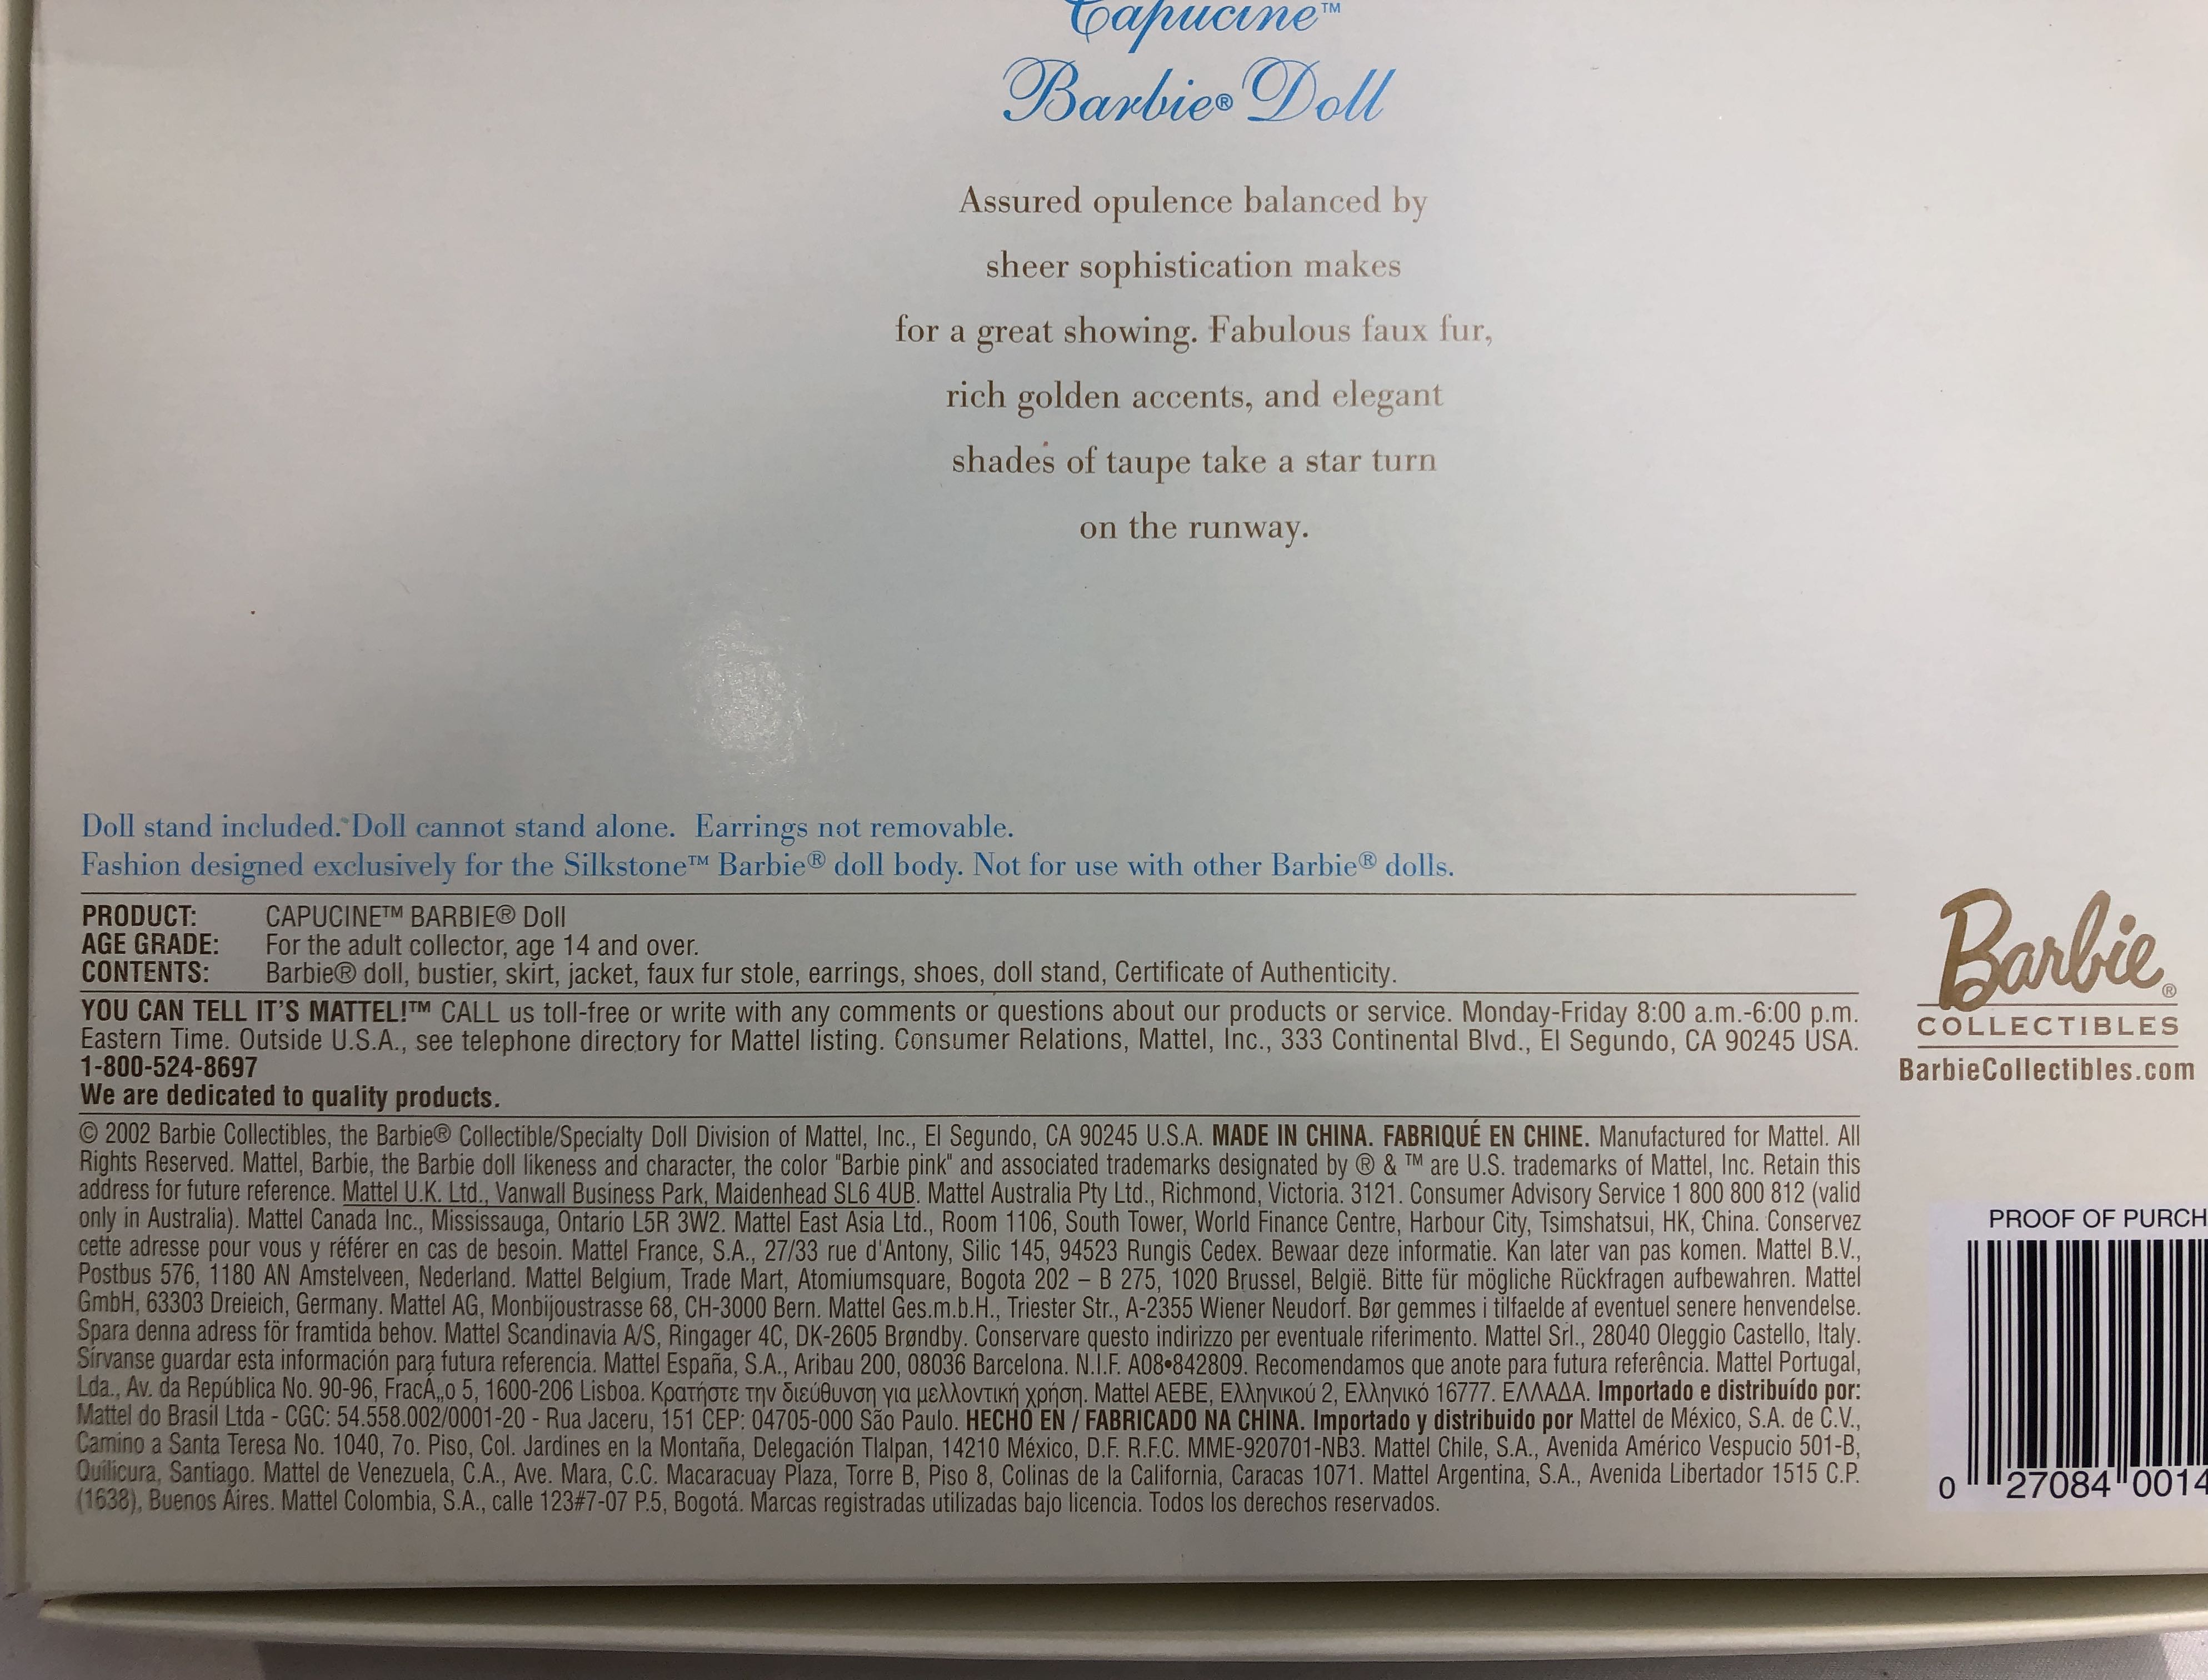 Capucine™
Barbie® Doll
Assured opulence balanced by
sheer sophistication makes
for a great showing. Fabulous faux fur,
rich golden accents, and elegant
shades of taupe take a star turn
on the runway.
Doll stand included. Doll cannot stand alone. Earrings not removable.
Fashion designed exclusively for the Silkstone™ Barbie® doll body. Not for use with other Barbie® dolls.
PRODUCT: CAPUCINE™ BARBIE® Doll
AGE GRADE: For the adult collector, age 14 and over.
CONTENTS: Barbie® doll, bustier, skirt, jacket, faux fur stole, earrings, shoes, doll stand, Certificate of Authenticity.
YOU CAN TELL IT'S MATTEL!™ CALL us toll-free or write with any comments or questions about our products or service. Monday-Friday 8:00 a.m.-6:00 p.m.
Eastern Time. Outside U.S.A., see telephone directory for Mattel listing. Consumer Relations, Mattel, Inc., 333 Continental Blvd., El Segundo, CA 90245 USA.
1-800-524-8697
We are dedicated to quality products.
© 2002 Barbie Collectibles, the Barbie® Collectible/Specialty Doll Division of Mattel, Inc., El Segundo, CA 90245 U.S.A. MADE IN CHINA. FABRIQUÉ EN CHINE. Manufactured for Mattel. All
Rights Reserved. Mattel, Barbie, the Barbie doll likeness and character, the color "Barbie pink" and associated trademarks designated by ® & ™ are U.S. trademarks of Mattel, Inc. Retain this
address for future reference. Mattel U.K. Ltd., Vanwall Business Park, Maidenhead SL6 4UB. Mattel Australia Pty Ltd., Richmond, Victoria. 3121. Consumer Advisory Service 1 800 800 812 (valid
only in Australia). Mattel Canada Inc., Mississauga, Ontario L5R 3W2. Mattel East Asia Ltd., Room 1106, South Tower, World Finance Centre, Harbour City, Tsimshatsui, HK, China. Conservez
cette adresse pour vous y référer en cas de besoin. Mattel France, S.A., 27/33 rue d'Antony, Silic 145, 94523 Rungis Cedex. Bewaar deze informatie. Kan later van pas komen. Mattel B.V.,
Postbus 576, 1180 AN Amstelveen, Nederland. Mattel Belgium, Trade Mart, Atomiumsquare, Bogota 202 – B 275, 1020 Brussel, België. Bitte für mögliche Rückfragen aufbewahren. Mattel
GmbH, 63303 Dreieich, Germany. Mattel AG, Monbijoustrasse 68, CH-3000 Bern. Mattel Ges.m.b.H., Triester Str., A-2355 Wiener Neudorf. Bør gemmes i tilfaelde af eventuel senere henvendelse.
Spara denna adress för framtida behov. Mattel Scandinavia A/S, Ringager 4C, DK-2605 Brøndby. Conservare questo indirizzo per eventuale riferimento. Mattel Srl., 28040 Oleggio Castello, Italy.
Sírvanse guardar esta información para futura referencia. Mattel España, S.A., Aribau 200, 08036 Barcelona. N.I.F. A08•842809. Recomendamos que anote para futura referência. Mattel Portugal,
Lda., Av. da República No. 90-96, FracÁ„o 5, 1600-206 Lisboa. Κρατήστε την διεύθυνση για μελλοντική χρήση. Mattel AEBE, Ελληνικού 2, Ελληνικό 16777. ΕΛΛΑΔΑ. Importado e distribuído por:
Mattel do Brasil Ltda - CGC: 54.558.002/0001-20 - Rua Jaceru, 151 CEP: 04705-000 São Paulo. HECHO EN / FABRICADO NA CHINA. Importado y distribuido por Mattel de México, S.A. de C.V.,
Camino a Santa Teresa No. 1040, 7o. Piso, Col. Jardines en la Montaña, Delegación Tlalpan, 14210 México, D.F. R.F.C. MME-920701-NB3. Mattel Chile, S.A., Avenida Américo Vespucio 501-B,
Quilicura, Santiago. Mattel de Venezuela, C.A., Ave. Mara, C.C. Macaracuay Plaza, Torre B, Piso 8, Colinas de la California, Caracas 1071. Mattel Argentina, S.A., Avenida Libertador 1515 C.P.
(1638), Buenos Aires. Mattel Colombia, S.A., calle 123#7-07 P.5, Bogotá. Marcas registradas utilizadas bajo licencia. Todos los derechos reservados.
Barbie®
COLLECTIBLES
BarbieCollectibles.com
PROOF OF PURCH
0 27084 0014